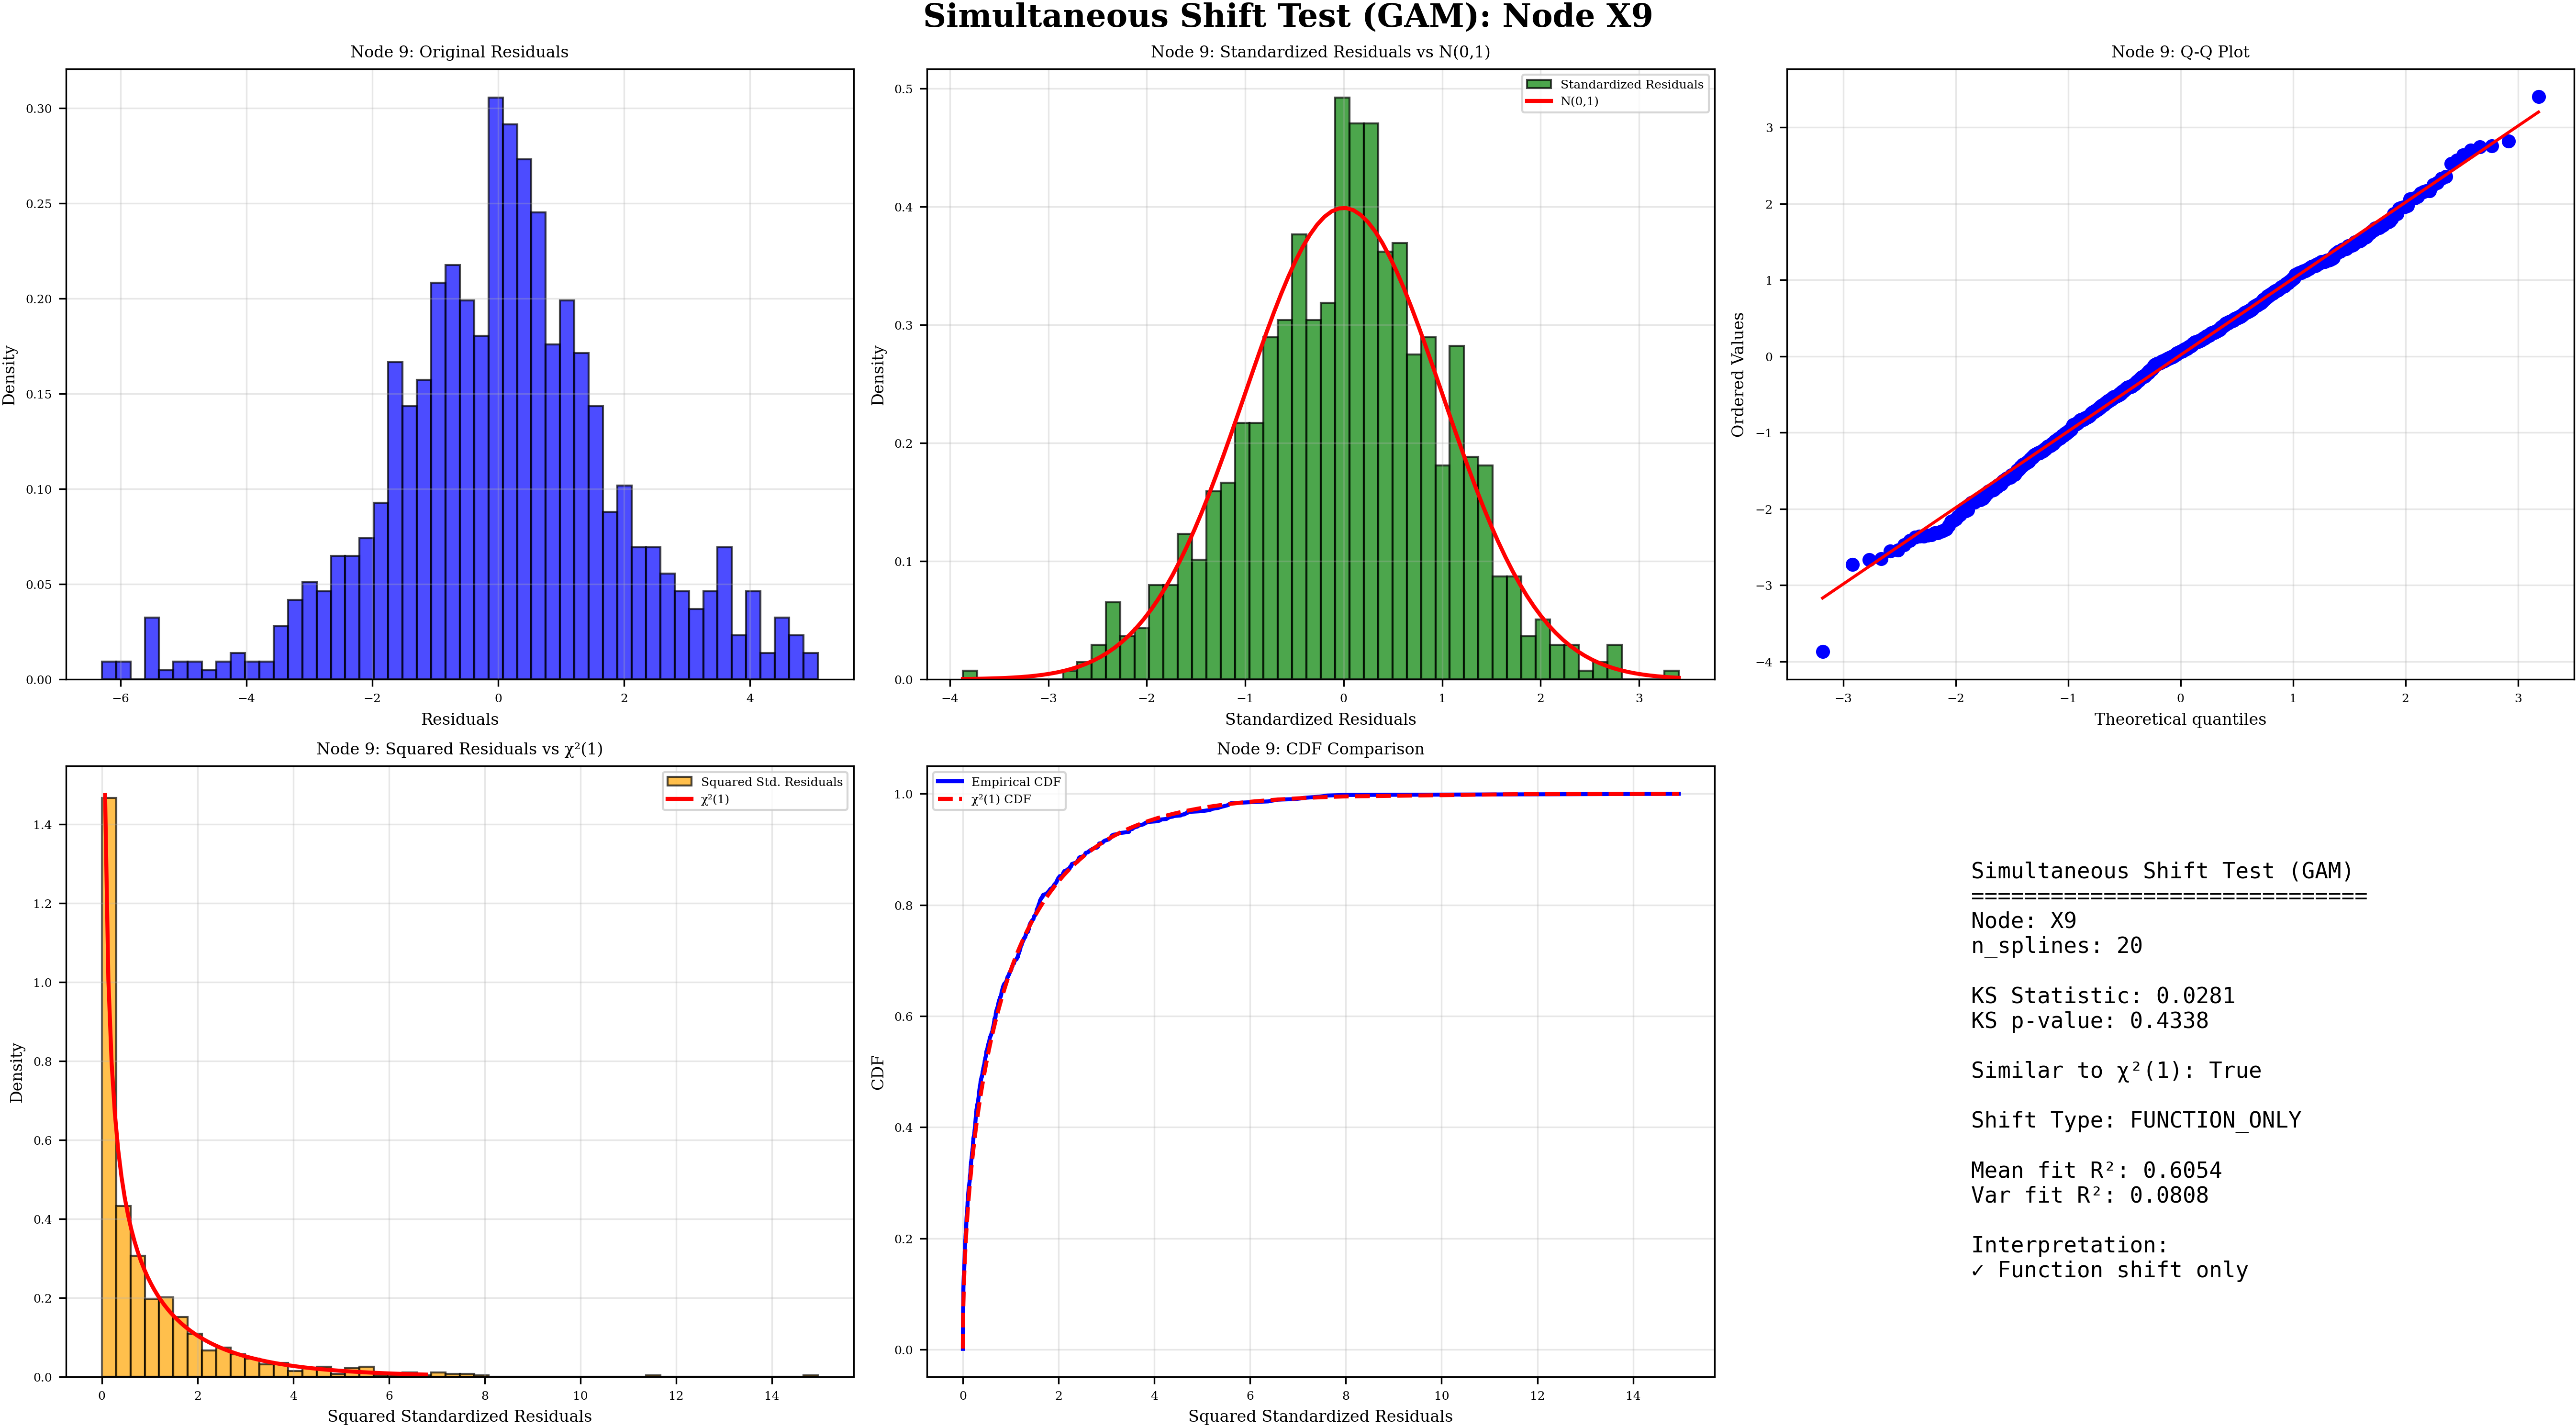 Simultaneous Shift Test (GAM): Node X9
Node 9: Original Residuals
Density
0.30
0.25
0.20
0.15
0.10
0.05
0.00
−6 −4 −2 0 2 4
Residuals
Node 9: Standardized Residuals vs N(0,1)
Standardized Residuals
N(0,1)
Density
0.5
0.4
0.3
0.2
0.1
0.0
−4 −3 −2 −1 0 1 2 3
Standardized Residuals
Node 9: Q-Q Plot
Ordered Values
3
2
1
0
−1
−2
−3
−4
−3 −2 −1 0 1 2 3
Theoretical quantiles
Node 9: Squared Residuals vs χ²(1)
Squared Std. Residuals
χ²(1)
Density
1.4
1.2
1.0
0.8
0.6
0.4
0.2
0.0
0 2 4 6 8 10 12 14
Squared Standardized Residuals
Node 9: CDF Comparison
Empirical CDF
χ²(1) CDF
CDF
1.0
0.8
0.6
0.4
0.2
0.0
0 2 4 6 8 10 12 14
Squared Standardized Residuals
Simultaneous Shift Test (GAM)
==============================
Node: X9
n_splines: 20
KS Statistic: 0.0281
KS p-value: 0.4338
Similar to χ²(1): True
Shift Type: FUNCTION_ONLY
Mean fit R²: 0.6054
Var fit R²: 0.0808
Interpretation:
✓ Function shift only